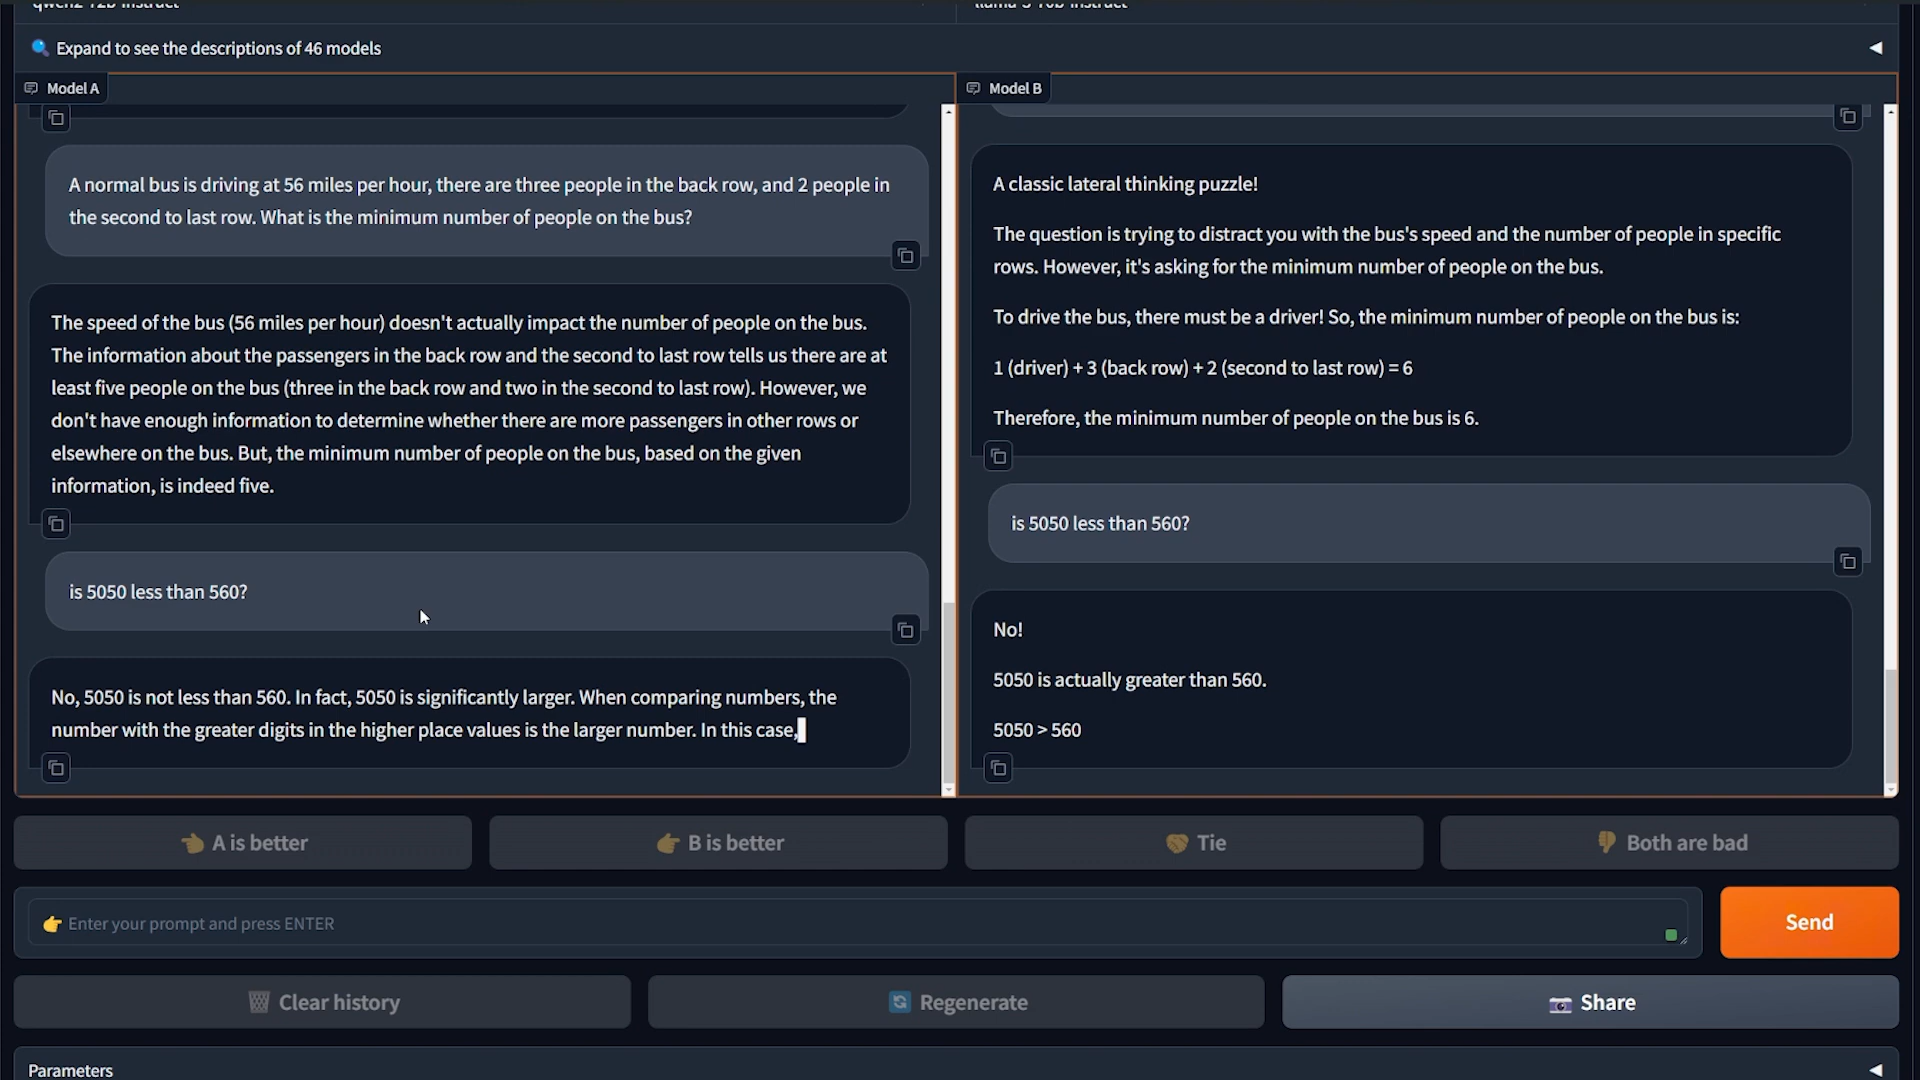 qwen2-72b-instruct
llama-3-70b-instruct
Expand to see the descriptions of 46 models
Model A
A normal bus is driving at 56 miles per hour, there are three people in the back row, and 2 people in
the second to last row. What is the minimum number of people on the bus?
The speed of the bus (56 miles per hour) doesn't actually impact the number of people on the bus.
The information about the passengers in the back row and the second to last row tells us there are at
least five people on the bus (three in the back row and two in the second to last row). However, we
don't have enough information to determine whether there are more passengers in other rows or
elsewhere on the bus. But, the minimum number of people on the bus, based on the given
information, is indeed five.
is 5050 less than 560?
No, 5050 is not less than 560. In fact, 5050 is significantly larger. When comparing numbers, the
number with the greater digits in the higher place values is the larger number. In this case,
Model B
A classic lateral thinking puzzle!
The question is trying to distract you with the bus's speed and the number of people in specific
rows. However, it's asking for the minimum number of people on the bus.
To drive the bus, there must be a driver! So, the minimum number of people on the bus is:
1 (driver) + 3 (back row) + 2 (second to last row) = 6
Therefore, the minimum number of people on the bus is 6.
is 5050 less than 560?
No!
5050 is actually greater than 560.
5050 > 560
A is better
B is better
Tie
Both are bad
Enter your prompt and press ENTER
Send
Clear history
Regenerate
Share
Parameters